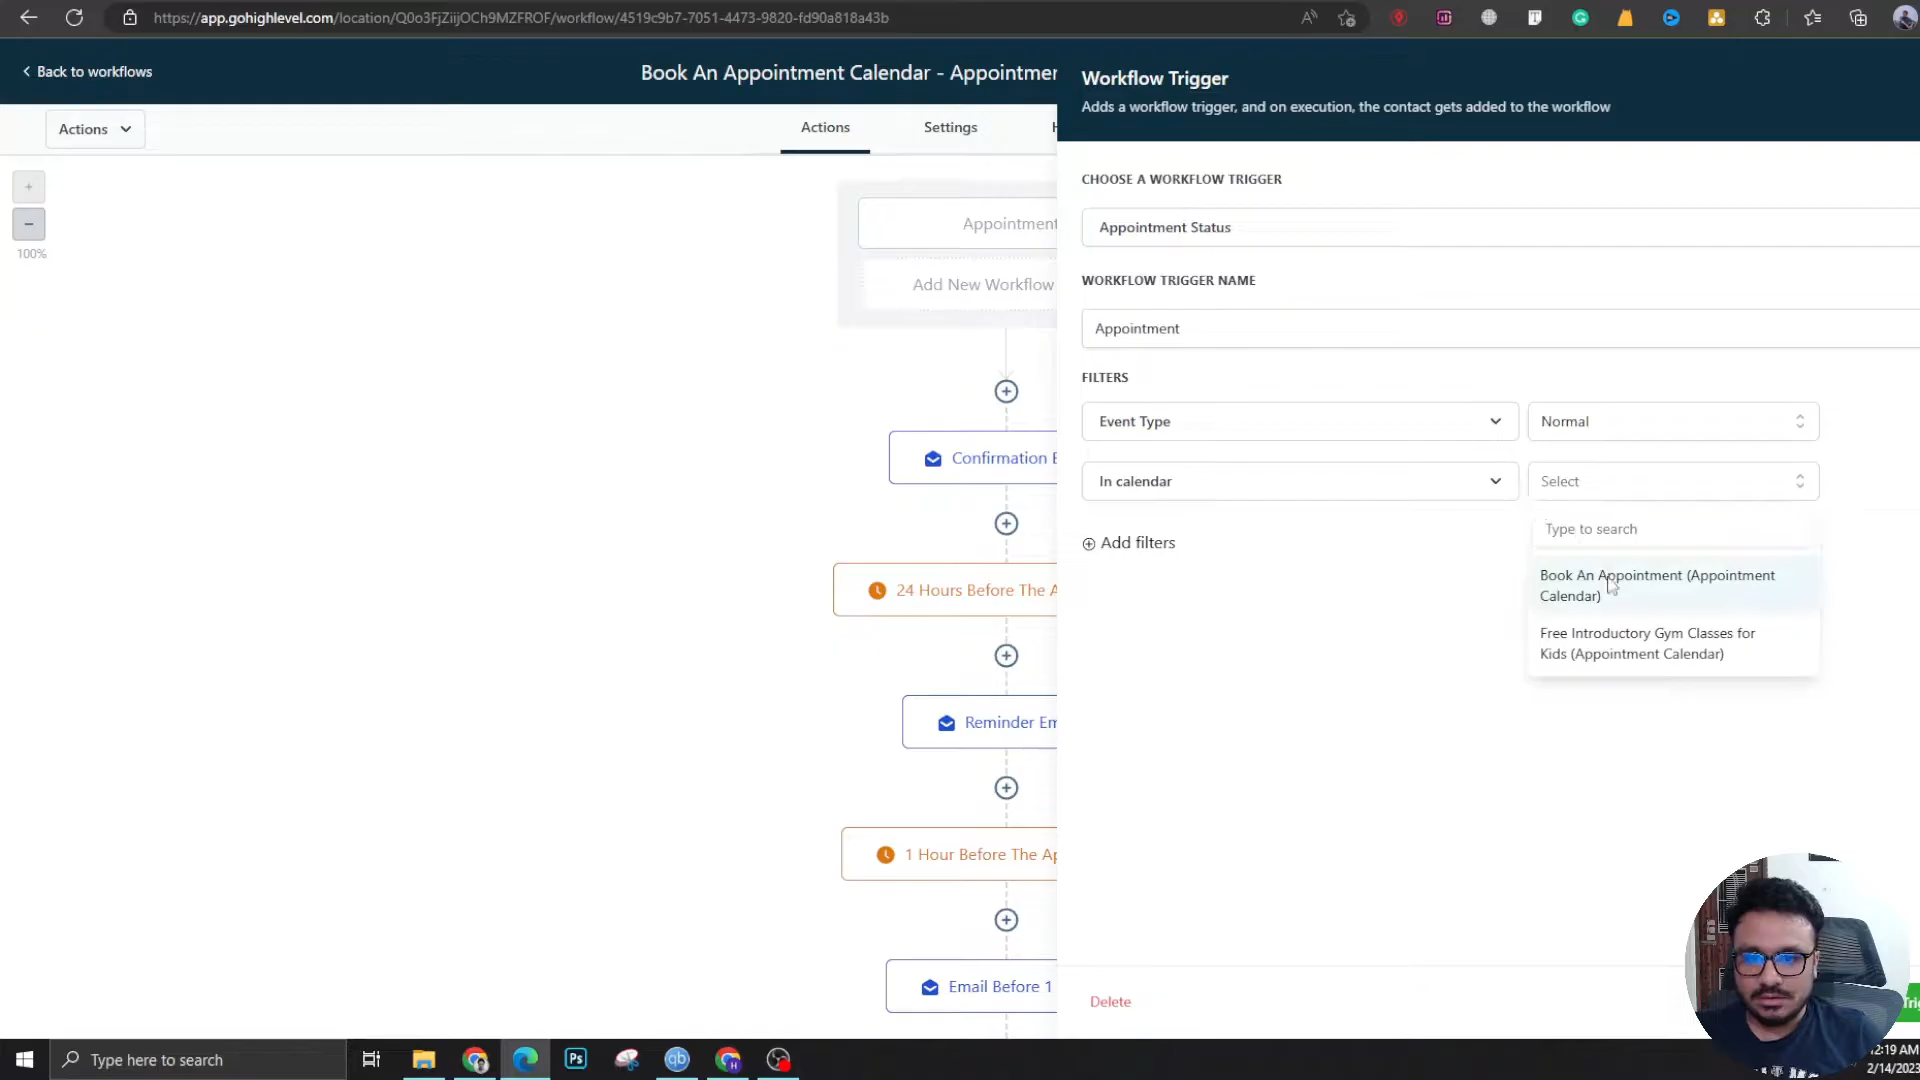 https://app.gohighlevel.com/location/Q0o3FjZiijOCh9MZFROF/workflow/4519c9b7-7051-4473-9820-fd90a818a43b
Back to workflows
Book An Appointment Calendar - Appointmen
Workflow Trigger
Adds a workflow trigger, and on execution, the contact gets added to the workflow
Actions
Actions
Settings
CHOOSE A WORKFLOW TRIGGER
Appointment Status
100%
Appointment
Add New Workflow
WORKFLOW TRIGGER NAME
Appointment
FILTERS
Event Type
Normal
Confirmation E
In calendar
Select
Type to search
Add filters
Book An Appointment (Appointment
Calendar)
24 Hours Before The A
Free Introductory Gym Classes for
Kids (Appointment Calendar)
Reminder Em
1 Hour Before The Ap
Email Before 1
Delete
Trig
Type here to search
12:19 AM
2/14/2023